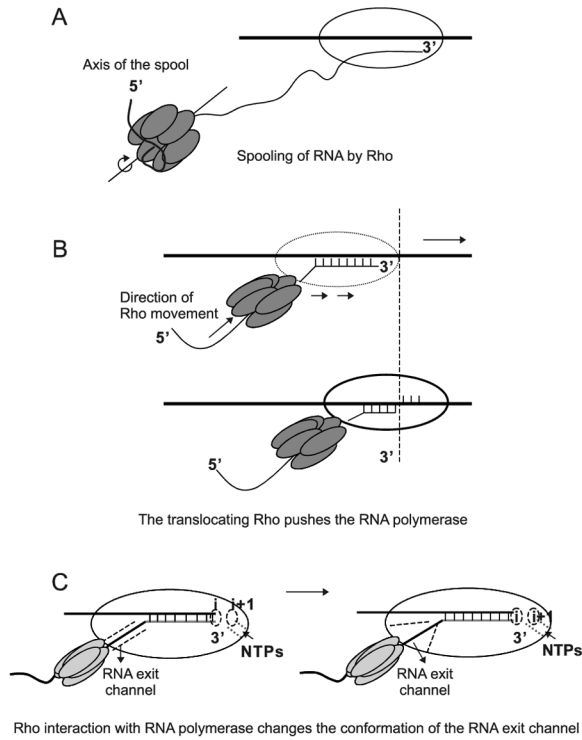 A
3’
Axis of the spool
5’
Spooling of RNA by Rho
B
3’
Direction of
Rho movement
5’
5’
3’
The translocating Rho pushes the RNA polymerase
C
i i+1
3’
NTPs
RNA exit
channel
i i+1
3’
NTPs
RNA exit
channel
Rho interaction with RNA polymerase changes the conformation of the RNA exit channel